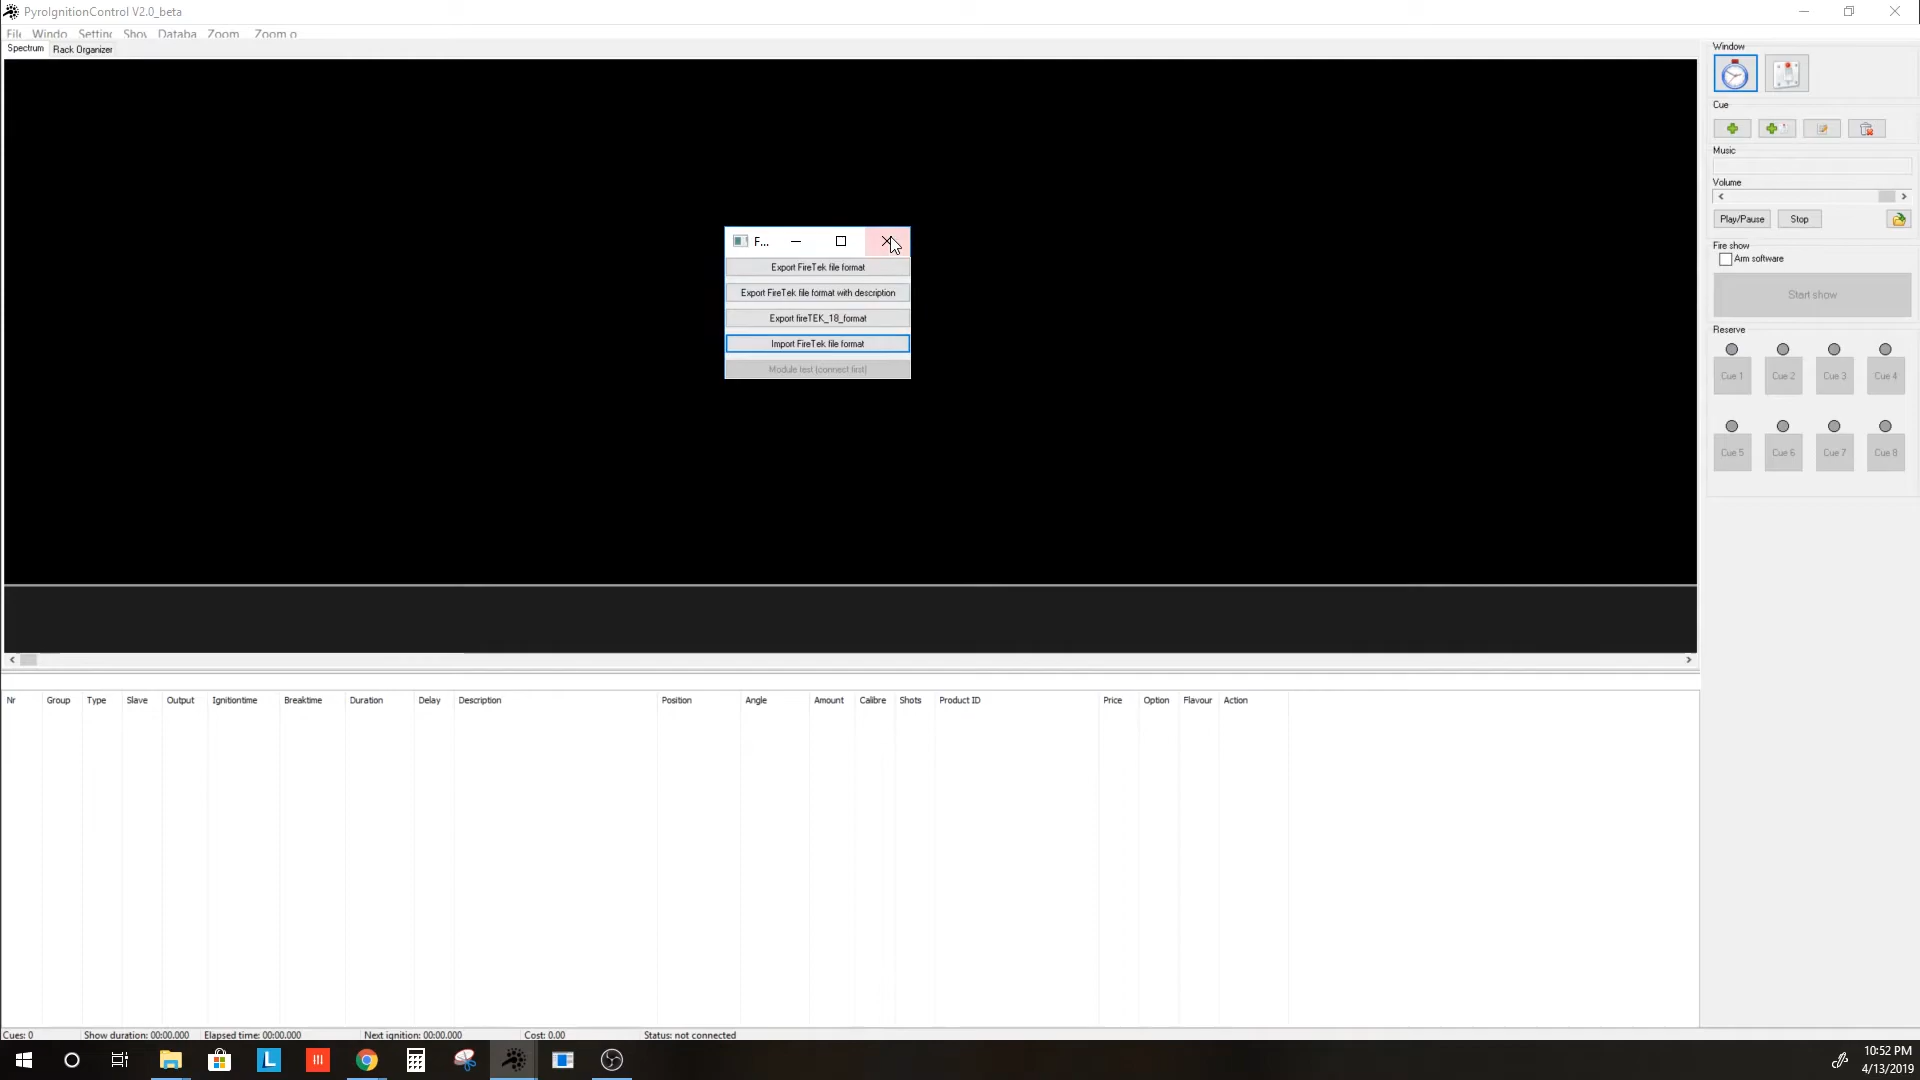 PyroIgnitionControl V2.0_beta
File Windo Setting Show Databa Zoom Zoom o
Spectrum Rack Organizer
Window
Cue
Music
Volume
Play/Pause Stop
Fire show
Arm software
Start show
Reserve
Cue 1 Cue 2 Cue 3 Cue 4
Cue 5 Cue 6 Cue 7 Cue 8
F...
Export FireTek file format
Export FireTek file format with description
Export fireTEK_18_format
Import FireTek file format
Module test (connect first)
Nr Group Type Slave Output Ignitiontime Breaktime Duration Delay Description Position Angle Amount Calibre Shots Product ID Price Option Flavour Action
Cues: 0 Show duration: 00:00.000 Elapsed time: 00:00.000 Next ignition: 00:00.000 Cost: 0.00 Status: not connected
L
10:52 PM
4/13/2019